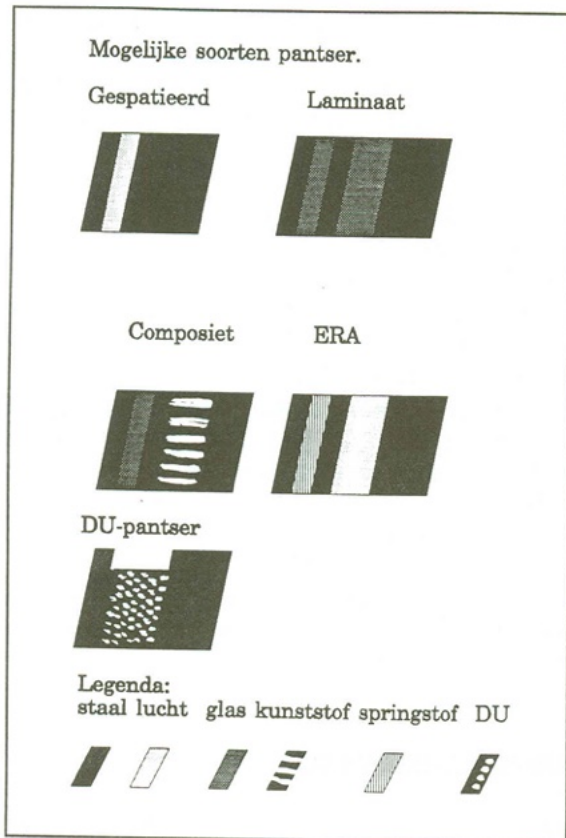 Mogelijke soorten pantser.
Gespatieerd Laminaat
Composiet ERA
DU-pantser
Legenda:
staal lucht glas kunststof springstof DU